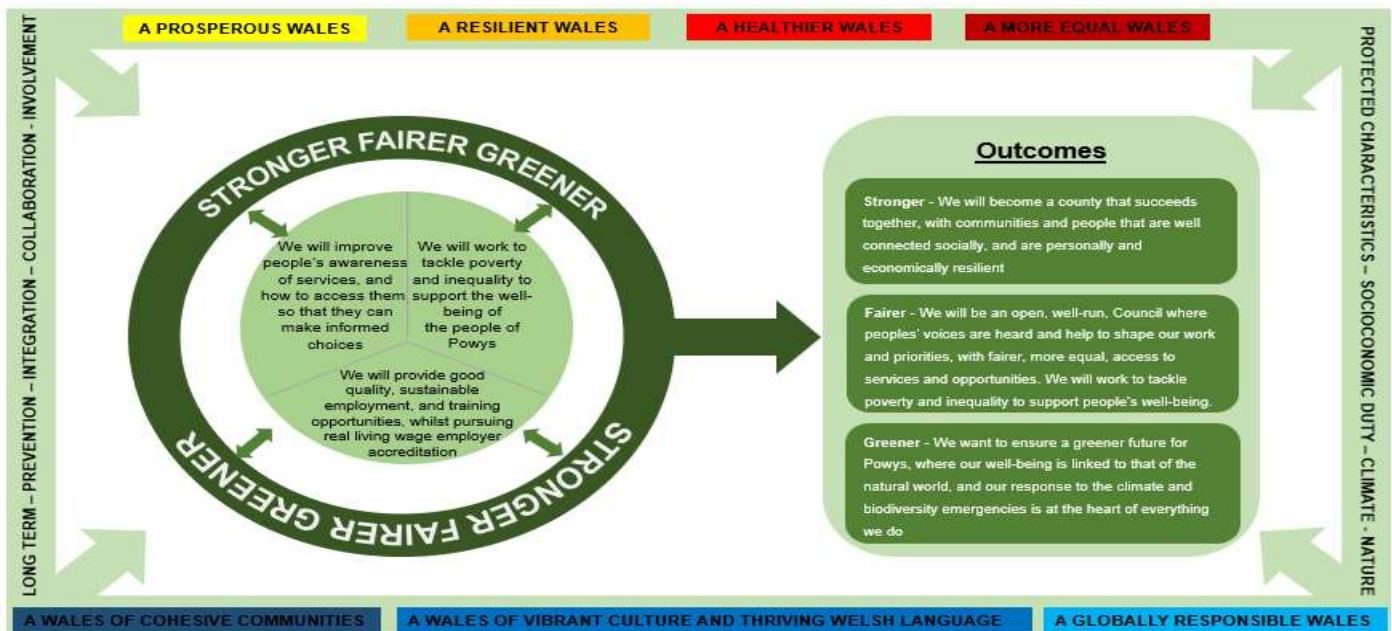 A PROSPEROUS WALES
A RESILIENT WALES
A HEALTHIER WALES
A MORE EQUAL WALES
LONG TERM – PREVENTION – INTEGRATION – COLLABORATION - INVOLVEMENT
STRONGER FAIRER GREENER
We will improve
people's awareness
of services, and
how to access them
so that they can
make informed
choices
We will work to
tackle poverty
and inequality to
support the well-
being of
the people of
Powys
We will provide good
quality, sustainable
employment, and training
opportunities, whilst pursuing
real living wage employer
accreditation
STRONGER FAIRER GREENER
Outcomes
Stronger - We will become a county that succeeds
together, with communities and people that are well
connected socially, and are personally and
economically resilient
Fairer - We will be an open, well-run, Council where
peoples' voices are heard and help to shape our work
and priorities, with fairer, more equal, access to
services and opportunities. We will work to tackle
poverty and inequality to support people's well-being.
Greener - We want to ensure a greener future for
Powys, where our well-being is linked to that of the
natural world, and our response to the climate and
biodiversity emergencies is at the heart of everything
we do
PROTECTED CHARACTERISTICS – SOCIOECONOMIC DUTY – CLIMATE - NATURE
A WALES OF COHESIVE COMMUNITIES
A WALES OF VIBRANT CULTURE AND THRIVING WELSH LANGUAGE
A GLOBALLY RESPONSIBLE WALES